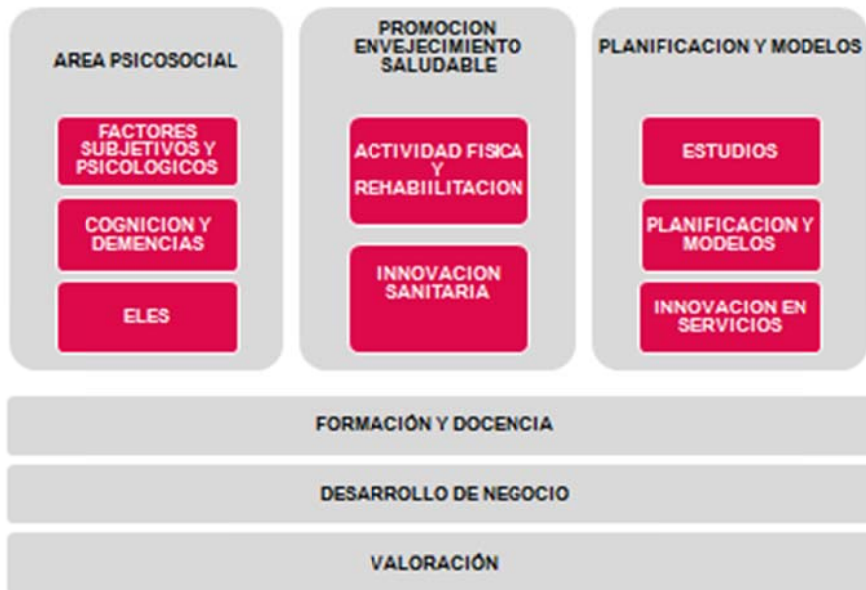 AREA PSICOSOCIAL
FACTORES
SUBJETIVOS Y
PSICOLOGICOS
COGNICION Y
DEMENCIAS
ELES
PROMOCION
ENVEJECIMIENTO
SALUDABLE
ACTIVIDAD FISICA
Y
REHABIILITACION
INNOVACION
SANITARIA
PLANIFICACION Y MODELOS
ESTUDIOS
PLANIFICACION Y
MODELOS
INNOVACION EN
SERVICIOS
FORMACIÓN Y DOCENCIA
DESARROLLO DE NEGOCIO
VALORACIÓN